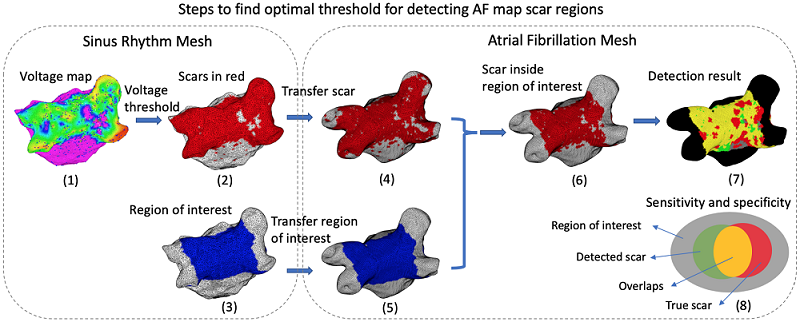 Steps to find optimal threshold for detecting AF map scar regions
Sinus Rhythm Mesh
Atrial Fibrillation Mesh
Voltage map
Voltage
threshold
Scars in red
Transfer scar
Scar inside
region of interest
Detection result
(1)
(2)
(4)
(6)
(7)
Region of interest
Transfer region
of interest
(3)
(5)
Sensitivity and specificity
Region of interest
Detected scar
Overlaps
True scar
(8)